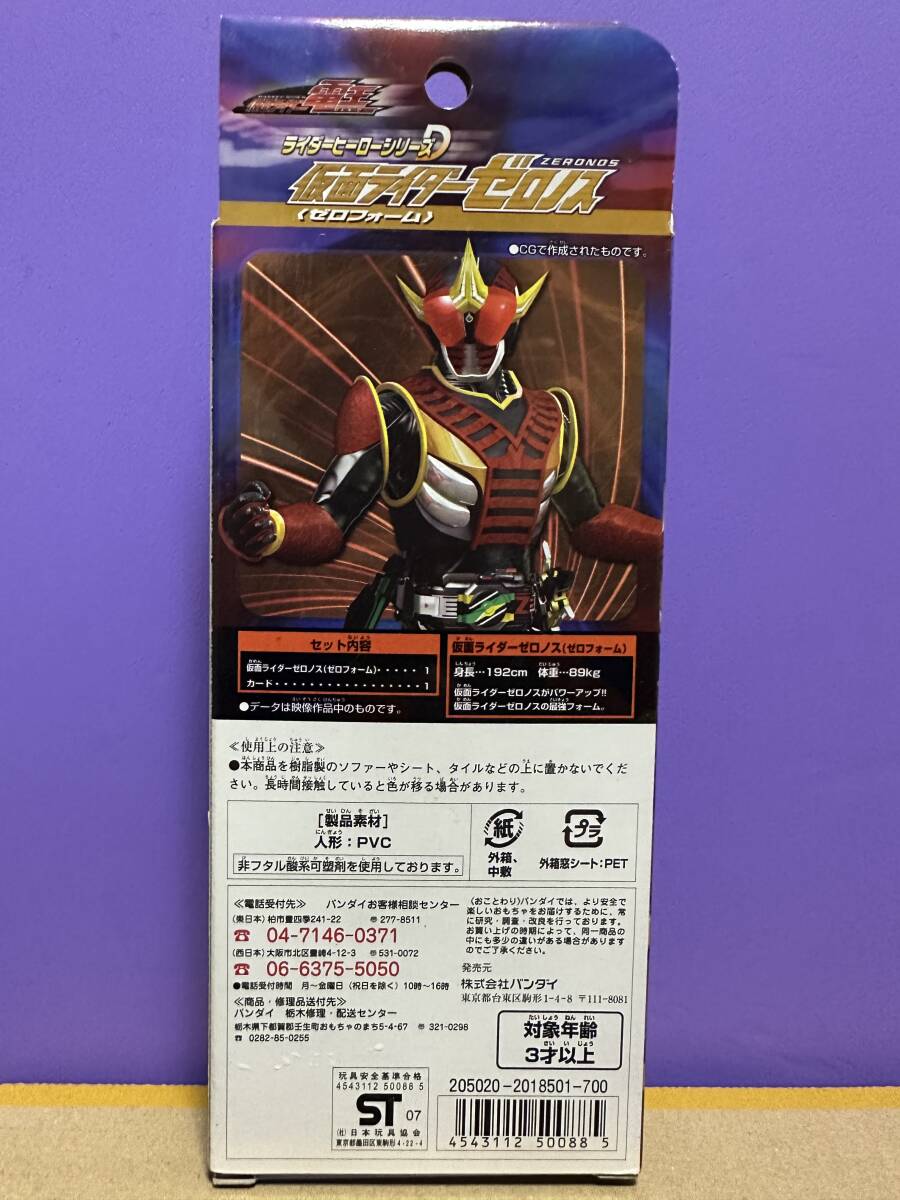 電王
ライダーヒーローシリーズD
ZERONOS
仮面ライダーゼロノス
〈ゼロフォーム〉
●CGで作成されたものです。
セット内容
仮面ライダーゼロノス(ゼロフォーム)・・・・・1
カード・・・・・・・・・・・・・・・・・1
●データは映像作品中のものです。
仮面ライダーゼロノス(ゼロフォーム)
身長…192cm 体重…89kg
仮面ライダーゼロノスがパワーアップ!!
仮面ライダーゼロノスの最強フォーム。
≪使用上の注意≫
●本商品を樹脂製のソファーやシート、タイルなどの上に置かないでくだ
さい。長時間接触していると色が移る場合があります。
[製品素材]
人形:PVC
非フタル酸系可塑剤を使用しております。
紙
外箱、
中敷
プラ
外箱窓シート:PET
≪電話受付先≫ バンダイお客様相談センター
(東日本)柏市豊四季241-22 〠277-8511
☎ 04-7146-0371
(西日本)大阪市北区豊崎4-12-3 〠531-0072
☎ 06-6375-5050
●電話受付時間 月〜金曜日(祝日を除く)10時〜16時
≪商品・修理品送付先≫
バンダイ 栃木修理・配送センター
栃木県下都賀郡壬生町おもちゃのまち5-4-67 〠321-0298
☎ 0282-85-0255
(おことわり)バンダイでは、より安全で
楽しいおもちゃをお届けするために、常
に研究・調査・改良を行っております。
お買い上げの時期によって、同一商品の
中にも多少の違いがある場合があります
のでご了承ください。
発売元
株式会社バンダイ
東京都台東区駒形1-4-8 〒111-8081
対象年齢
3才以上
玩具安全基準合格
4543112 50088 5
ST 07
(社)日本玩具協会
東京都墨田区東駒形4-22-4
205020-2018501-700
4543112 50088 5